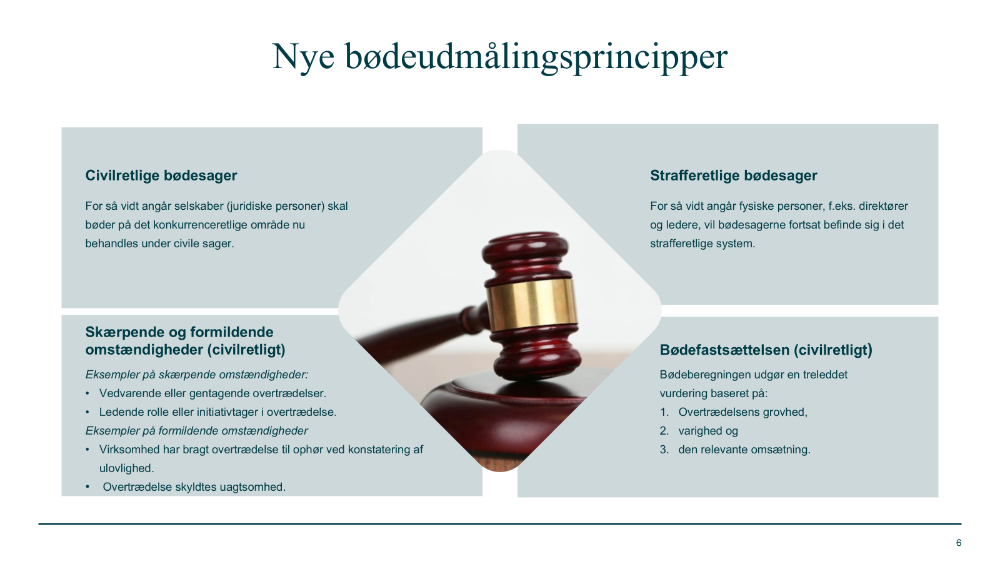 Nye bødeudmålingsprincipper
Civilretlige bødesager
For så vidt angår selskaber (juridiske personer) skal
bøder på det konkurrenceretlige område nu
behandles under civile sager.
Strafferetlige bødesager
For så vidt angår fysiske personer, f.eks. direktører
og ledere, vil bødesagerne fortsat befinde sig i det
strafferetlige system.
Skærpende og formildende
omstændigheder (civilretligt)
Eksempler på skærpende omstændigheder:
• Vedvarende eller gentagende overtrædelser.
• Ledende rolle eller initiativtager i overtrædelse.
Eksempler på formildende omstændigheder
• Virksomhed har bragt overtrædelse til ophør ved konstatering af
ulovlighed.
• Overtrædelse skyldtes uagtsomhed.
Bødefastsættelsen (civilretligt)
Bødeberegningen udgør en treleddet
vurdering baseret på:
1. Overtrædelsens grovhed,
2. varighed og
3. den relevante omsætning.
6